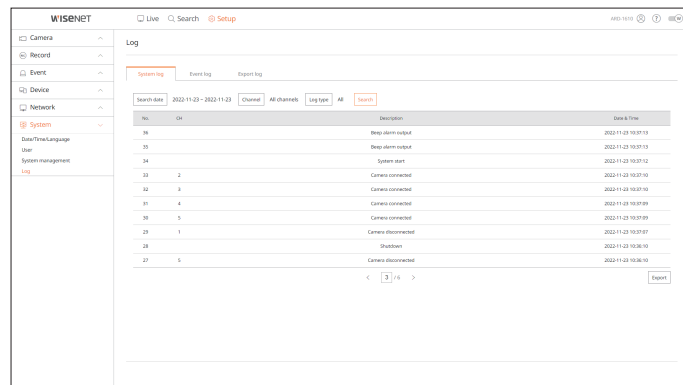 WISENET
Live Search Setup
ARD-1610
Camera
Record
Event
Device
Network
System
Date/Time/Language
User
System management
Log
Log
System log Event log Export log
Search date 2022-11-23 ~ 2022-11-23 Channel All channels Log type All Search
No. CH Description Date & Time
36 Beep alarm output 2022-11-23 10:37:13
35 Beep alarm output 2022-11-23 10:37:13
34 System start 2022-11-23 10:37:12
33 2 Camera connected 2022-11-23 10:37:10
32 3 Camera connected 2022-11-23 10:37:10
31 4 Camera connected 2022-11-23 10:37:09
30 5 Camera connected 2022-11-23 10:37:09
29 1 Camera disconnected 2022-11-23 10:37:07
28 Shutdown 2022-11-23 10:36:10
27 5 Camera disconnected 2022-11-23 10:36:10
< 3 / 6 >
Export